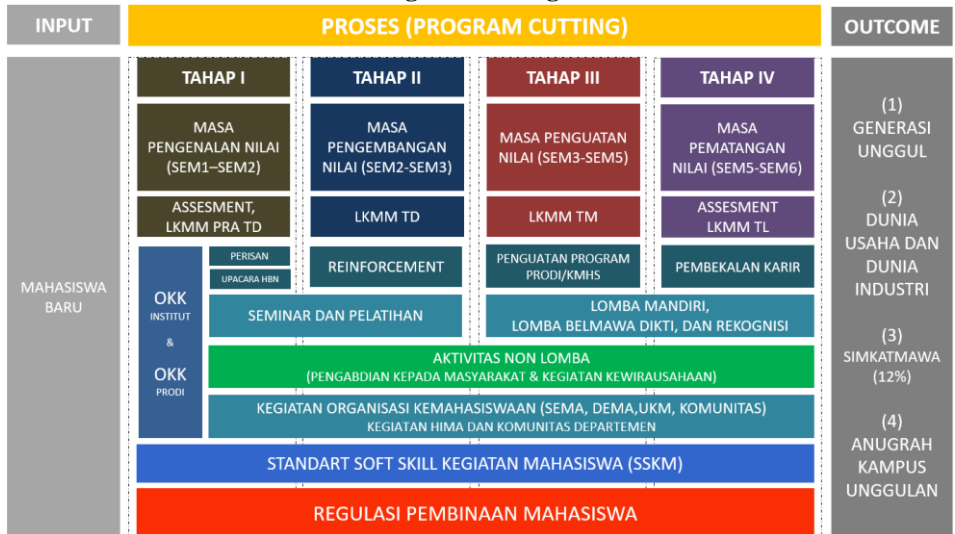 INPUT
PROSES (PROGRAM CUTTING)
OUTCOME
MAHASISWA
BARU
TAHAP I
TAHAP II
TAHAP III
TAHAP IV
MASA
PENGENALAN NILAI
(SEM1–SEM2)
MASA
PENGEMBANGAN
NILAI (SEM2-SEM3)
MASA PENGUATAN
NILAI (SEM3-SEM5)
MASA
PEMATANGAN
NILAI (SEM5-SEM6)
ASSESMENT,
LKMM PRA TD
LKMM TD
LKMM TM
ASSESMENT
LKMM TL
OKK
INSTITUT
&
OKK
PRODI
PERISAN
UPACARA HBN
REINFORCEMENT
PENGUATAN PROGRAM
PRODI/KMHS
PEMBEKALAN KARIR
SEMINAR DAN PELATIHAN
LOMBA MANDIRI,
LOMBA BELMAWA DIKTI, DAN REKOGNISI
AKTIVITAS NON LOMBA
(PENGABDIAN KEPADA MASYARAKAT & KEGIATAN KEWIRAUSAHAAN)
KEGIATAN ORGANISASI KEMAHASISWAAN (SEMA, DEMA,UKM, KOMUNITAS)
KEGIATAN HIMA DAN KOMUNITAS DEPARTEMEN
STANDART SOFT SKILL KEGIATAN MAHASISWA (SSKM)
REGULASI PEMBINAAN MAHASISWA
(1)
GENERASI
UNGGUL
(2)
DUNIA
USAHA DAN
DUNIA
INDUSTRI
(3)
SIMKATMAWA
(12%)
(4)
ANUGRAH
KAMPUS
UNGGULAN